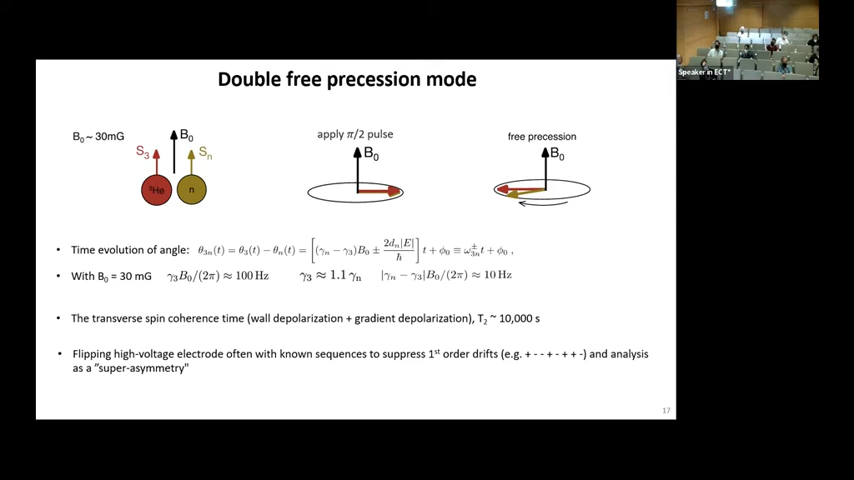 Speaker in ECT*
Double free precession mode
B₀ ~ 30mG
B₀
S₃
Sₙ
³He
n
apply π/2 pulse
B₀
free precession
B₀
• Time evolution of angle: θ₃ₙ(t) = θ₃(t) − θₙ(t) = [(γₙ − γ₃)B₀ ± 2dₙ|E|/ħ] t + ϕ₀ ≡ ω₃ₙ^± t + ϕ₀ ,
• With B₀ = 30 mG γ₃B₀/(2π) ≈ 100 Hz γ₃ ≈ 1.1 γₙ |γₙ − γ₃|B₀/(2π) ≈ 10 Hz
• The transverse spin coherence time (wall depolarization + gradient depolarization), T₂ ~ 10,000 s
• Flipping high-voltage electrode often with known sequences to suppress 1ˢᵗ order drifts (e.g. + - - + - + + -) and analysis
as a "super-asymmetry"
17